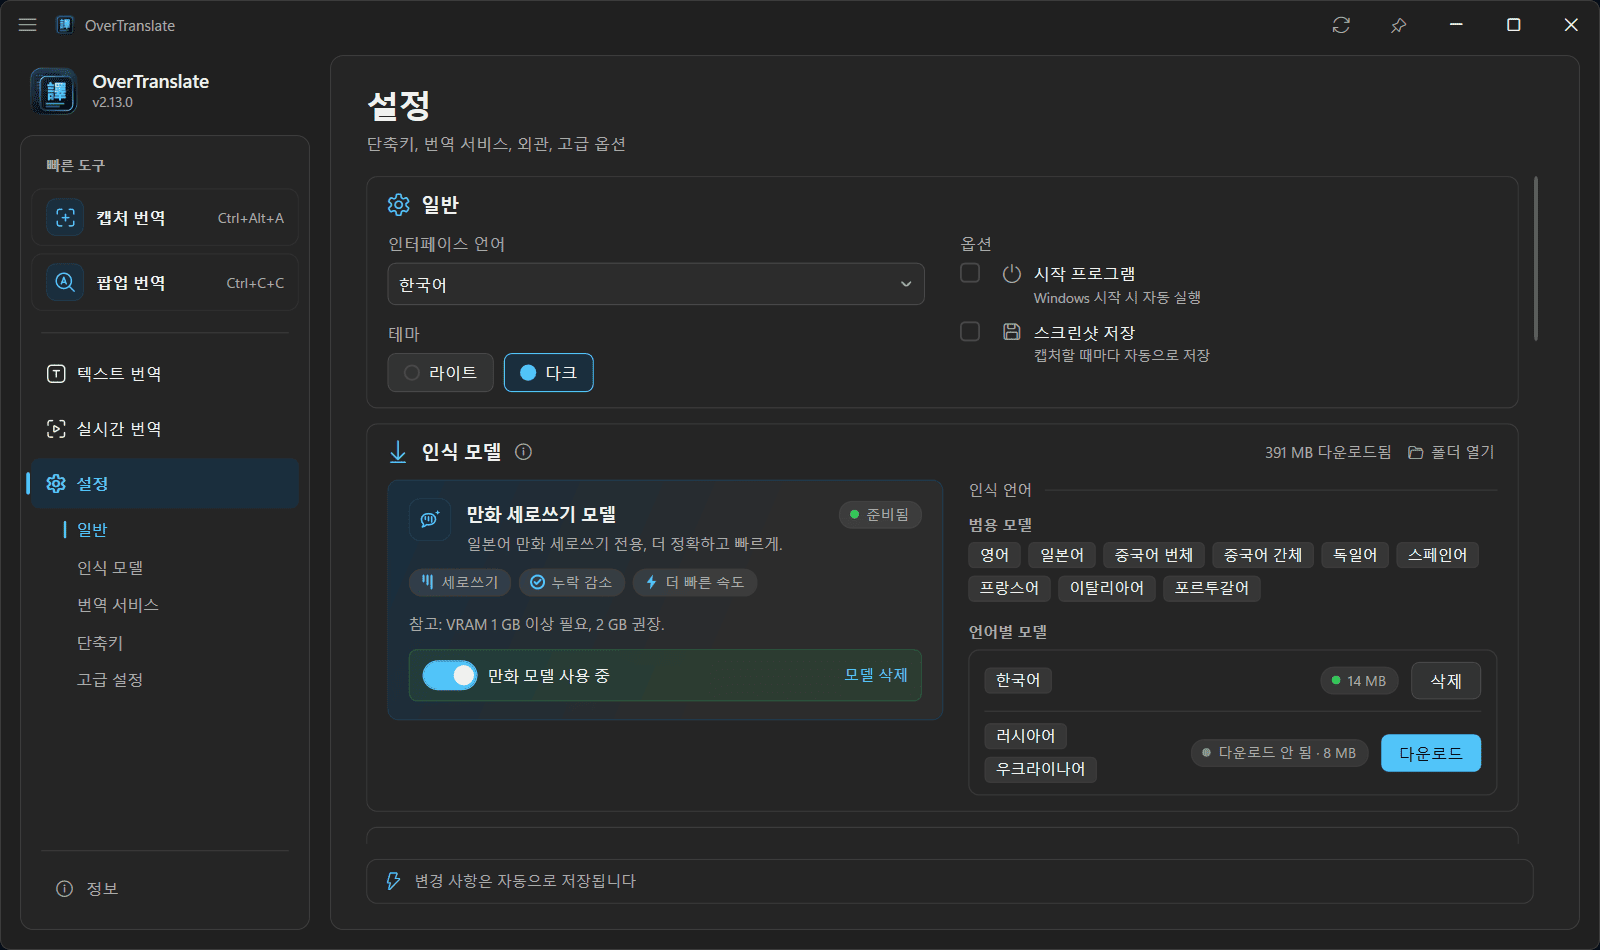 OverTranslate
OverTranslate
v2.13.0
빠른 도구
캡처 번역 Ctrl+Alt+A
팝업 번역 Ctrl+C+C
텍스트 번역
실시간 번역
설정
일반
인식 모델
번역 서비스
단축키
고급 설정
정보
설정
단축키, 번역 서비스, 외관, 고급 옵션
일반
인터페이스 언어
한국어
테마
라이트 다크
옵션
시작 프로그램
Windows 시작 시 자동 실행
스크린샷 저장
캡처할 때마다 자동으로 저장
인식 모델
391 MB 다운로드됨 폴더 열기
만화 세로쓰기 모델 준비됨
일본어 만화 세로쓰기 전용, 더 정확하고 빠르게.
세로쓰기 누락 감소 더 빠른 속도
참고: VRAM 1 GB 이상 필요, 2 GB 권장.
만화 모델 사용 중 모델 삭제
인식 언어
범용 모델
영어 일본어 중국어 번체 중국어 간체 독일어 스페인어
프랑스어 이탈리아어 포르투갈어
언어별 모델
한국어 14 MB 삭제
러시아어
우크라이나어
다운로드 안 됨 · 8 MB 다운로드
변경 사항은 자동으로 저장됩니다